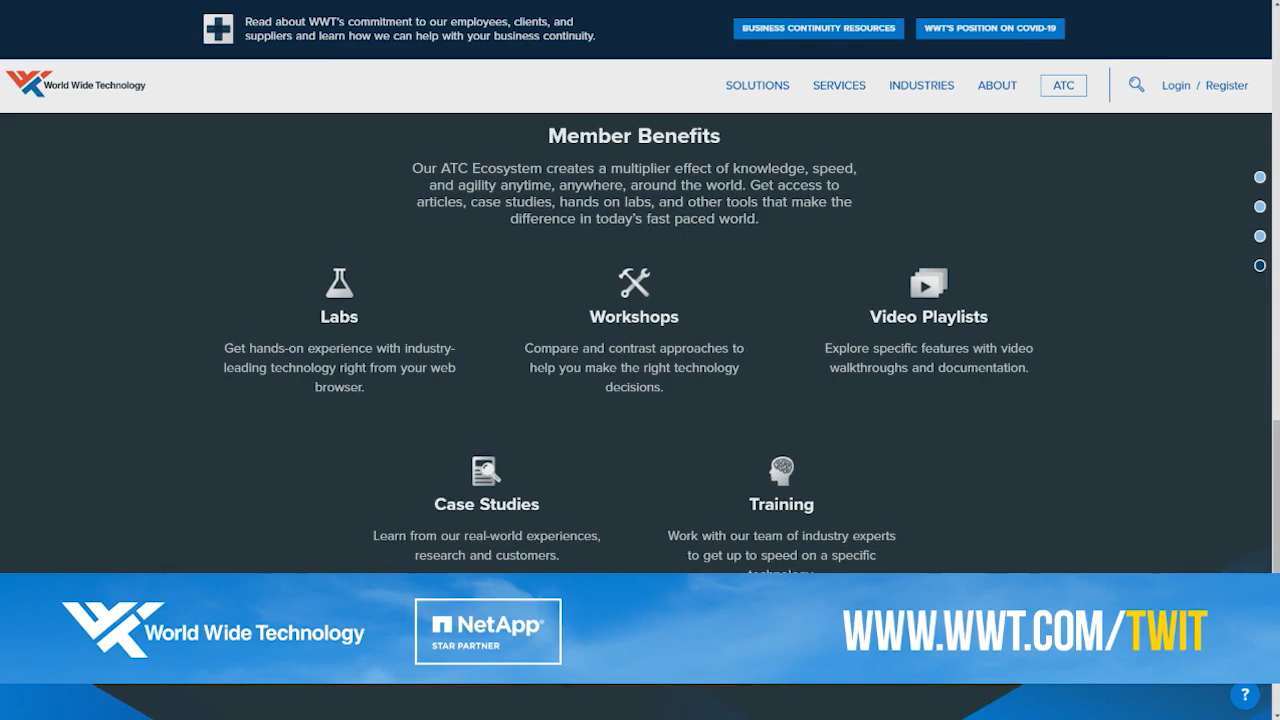 Read about WWT's commitment to our employees, clients, and
suppliers and learn how we can help with your business continuity.
BUSINESS CONTINUITY RESOURCES
WWT'S POSITION ON COVID-19
World Wide Technology
SOLUTIONS
SERVICES
INDUSTRIES
ABOUT
ATC
Login / Register
Member Benefits
Our ATC Ecosystem creates a multiplier effect of knowledge, speed,
and agility anytime, anywhere, around the world. Get access to
articles, case studies, hands on labs, and other tools that make the
difference in today's fast paced world.
Labs
Get hands-on experience with industry-
leading technology right from your web
browser.
Workshops
Compare and contrast approaches to
help you make the right technology
decisions.
Video Playlists
Explore specific features with video
walkthroughs and documentation.
Case Studies
Learn from our real-world experiences,
research and customers.
Training
Work with our team of industry experts
to get up to speed on a specific
World Wide Technology
NetApp
STAR PARTNER
WWW.WWT.COM/TWIT
?